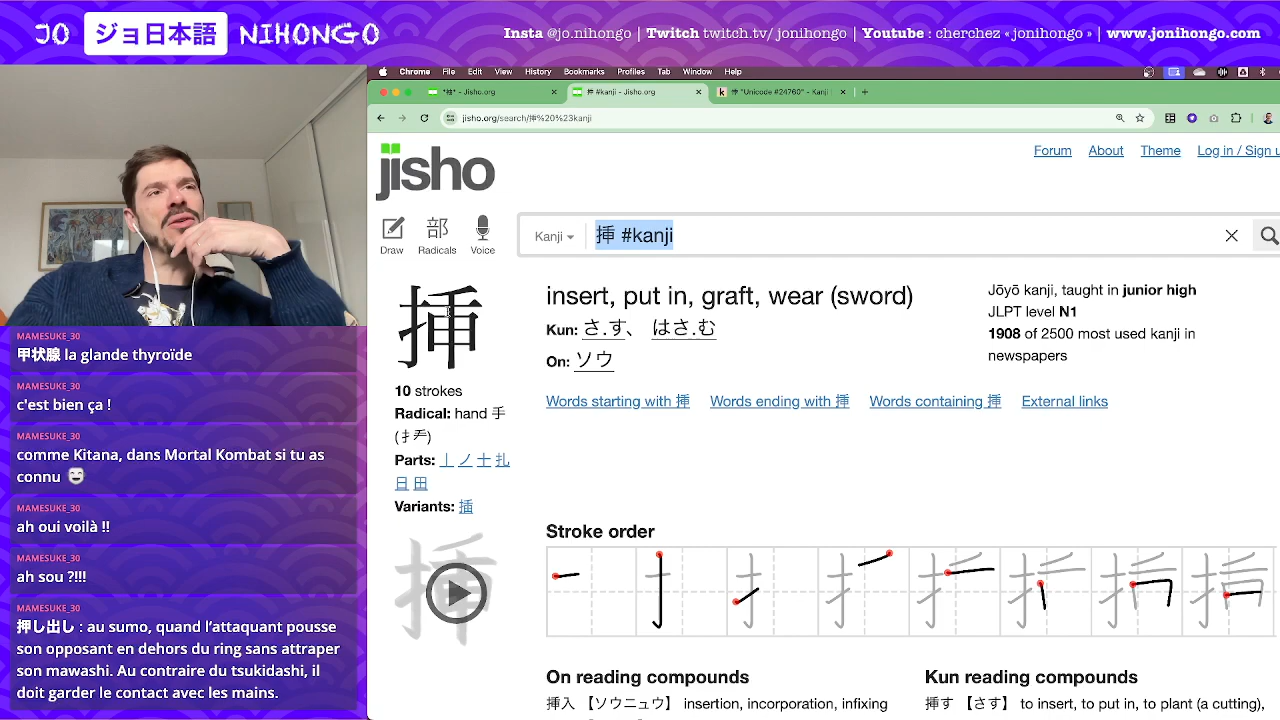 JO ジョ日本語 NIHONGO
Insta @jo.nihongo | Twitch twitch.tv/ jonihongo | Youtube : cherchez « jonihongo » | www.jonihongo.com
Chrome File Edit View History Bookmarks Profiles Tab Window Help
jisho.org/search/挿%20%23kanji
Forum About Theme Log in / Sign u
jisho
Draw Radicals Voice
Kanji 挿 #kanji
挿
insert, put in, graft, wear (sword)
Kun: さ.す、 はさ.む
On: ソウ
Jōyō kanji, taught in junior high
JLPT level N1
1908 of 2500 most used kanji in
newspapers
10 strokes
Radical: hand 手
(扌龵)
Parts: ｜ ノ 十 扎
日 田
Variants: 插
Words starting with 挿 Words ending with 挿 Words containing 挿 External links
Stroke order
On reading compounds
挿入 【ソウニュウ】 insertion, incorporation, infixing
Kun reading compounds
挿す 【さす】 to insert, to put in, to plant (a cutting),
MAMESUKE_30
甲状腺 la glande thyroïde
MAMESUKE_30
c'est bien ça !
MAMESUKE_30
comme Kitana, dans Mortal Kombat si tu as
connu
MAMESUKE_30
ah oui voilà !!
MAMESUKE_30
ah sou ?!!!
MAMESUKE_30
押し出し : au sumo, quand l'attaquant pousse
son opposant en dehors du ring sans attraper
son mawashi. Au contraire du tsukidashi, il
doit garder le contact avec les mains.